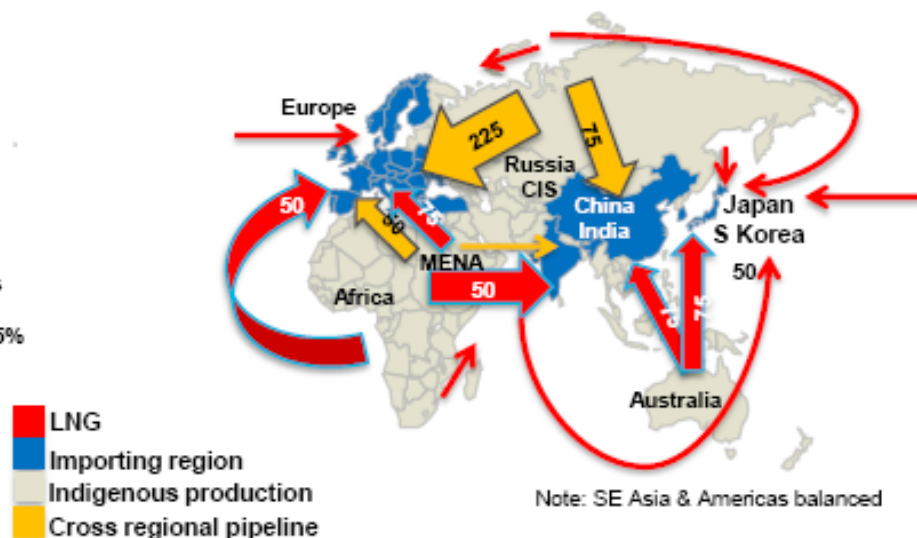 Europe
225
75
Russia
CIS
China
India
Japan
S Korea
50
50
75
MENA
50
Africa
75
Australia
5%
LNG
Importing region
Indigenous production
Cross regional pipeline
Note: SE Asia & Americas balanced